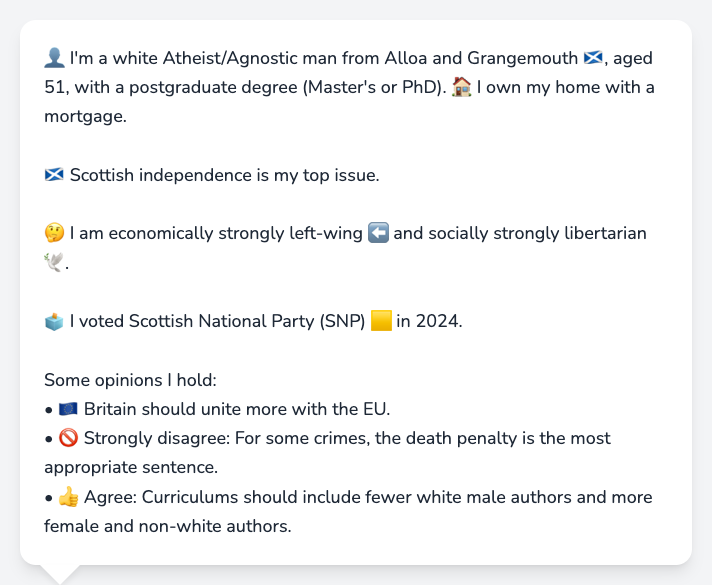 👤 I'm a white Atheist/Agnostic man from Alloa and Grangemouth 🏴󠁧󠁢󠁳󠁣󠁴󠁿, aged
51, with a postgraduate degree (Master's or PhD). 🏠 I own my home with a
mortgage.
🏴󠁧󠁢󠁳󠁣󠁴󠁿 Scottish independence is my top issue.
🤔 I am economically strongly left-wing ⬅️ and socially strongly libertarian
🕊️.
🗳️ I voted Scottish National Party (SNP) 🟨 in 2024.
Some opinions I hold:
• 🇪🇺 Britain should unite more with the EU.
• 🚫 Strongly disagree: For some crimes, the death penalty is the most
appropriate sentence.
• 👍 Agree: Curriculums should include fewer white male authors and more
female and non-white authors.